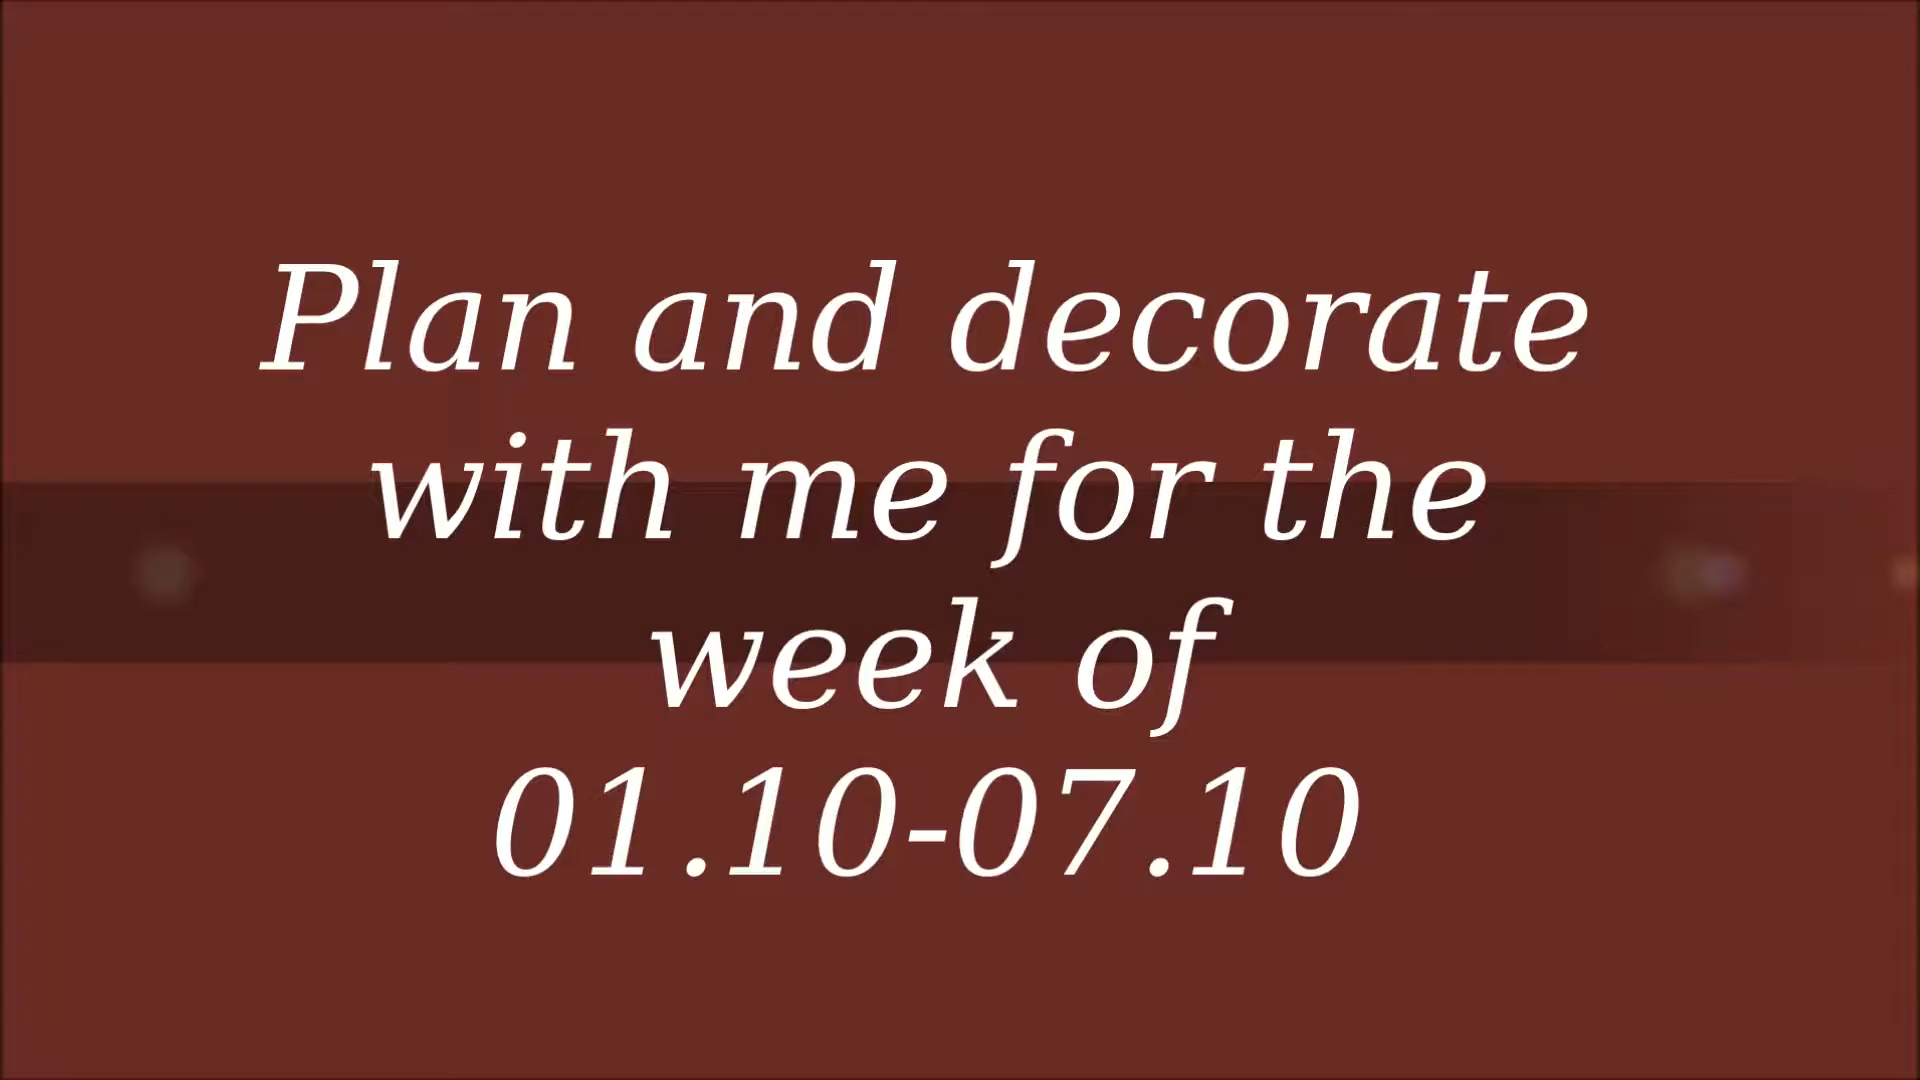 Plan and decorate
with me for the
week of
01.10-07.10